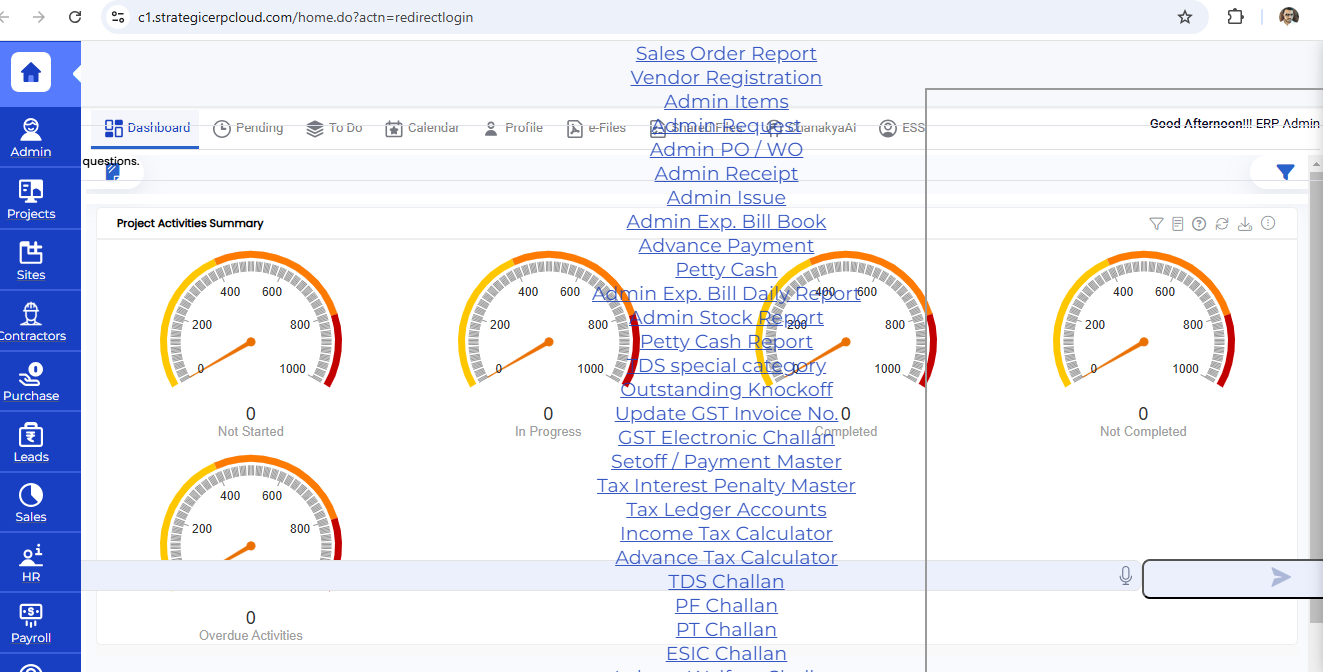 c1.strategicerpcloud.com/home.do?actn=redirectlogin
Admin
Projects
Sites
Contractors
Purchase
Leads
Sales
HR
Payroll
Dashboard
Pending
To Do
Calendar
Profile
e-Files
Shared Files
ChanakyaAI
ESS
Good Afternoon!!! ERP Admin
questions.
Sales Order Report
Vendor Registration
Admin Items
Admin Request
Admin PO / WO
Admin Receipt
Admin Issue
Admin Exp. Bill Book
Advance Payment
Petty Cash
Admin Exp. Bill Daily Report
Admin Stock Report
Petty Cash Report
TDS special category
Outstanding Knockoff
Update GST Invoice No.
GST Electronic Challan
Setoff / Payment Master
Tax Interest Penalty Master
Tax Ledger Accounts
Income Tax Calculator
Advance Tax Calculator
TDS Challan
PF Challan
PT Challan
ESIC Challan
Project Activities Summary
0 200 400 600 800 1000
0
Not Started
0 200 400 600 800 1000
0
In Progress
0 200 400 600 800 1000
0
Completed
0 200 400 600 800 1000
0
Not Completed
200 400 600 800
0
Overdue Activities